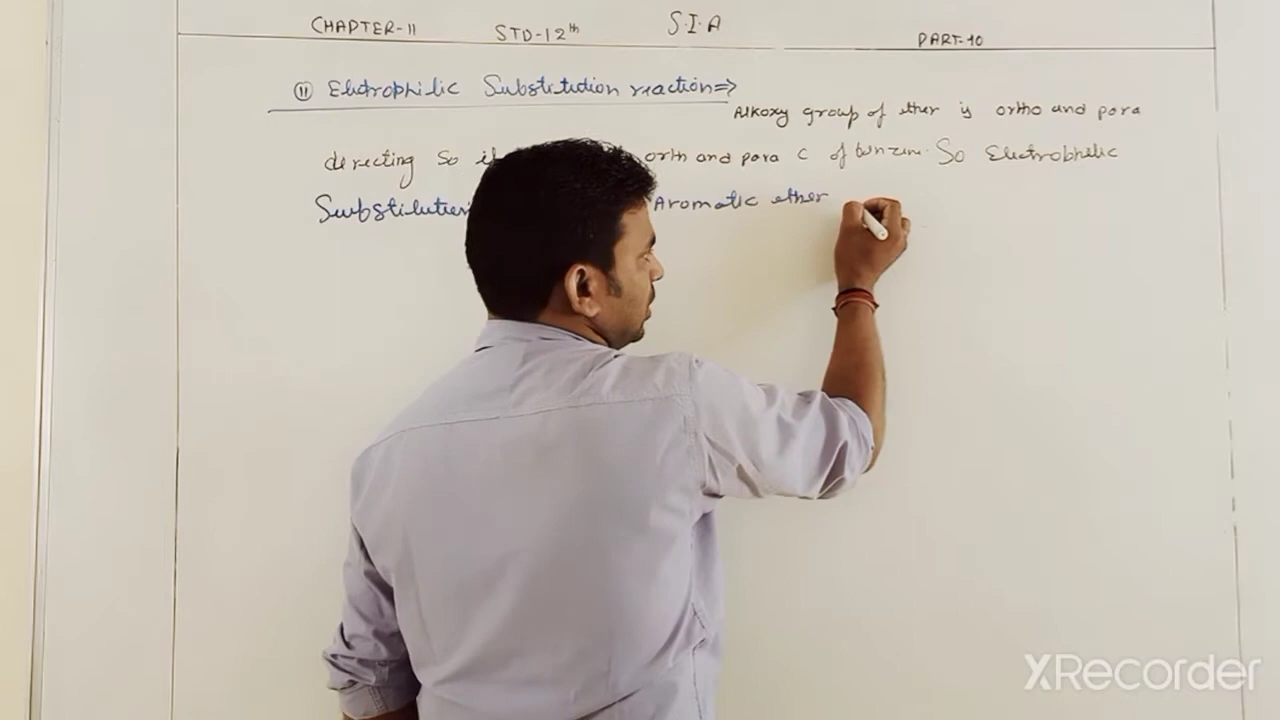 CHAPTER-11 STD-12th S.I.A PART-10
(11) Electrophilic Substitution reaction⇒
Alkoxy group of ether is ortho and para
derecting So orth and para C of benzene. So Electrophilic
Substitution Aromatic ether
XRecorder